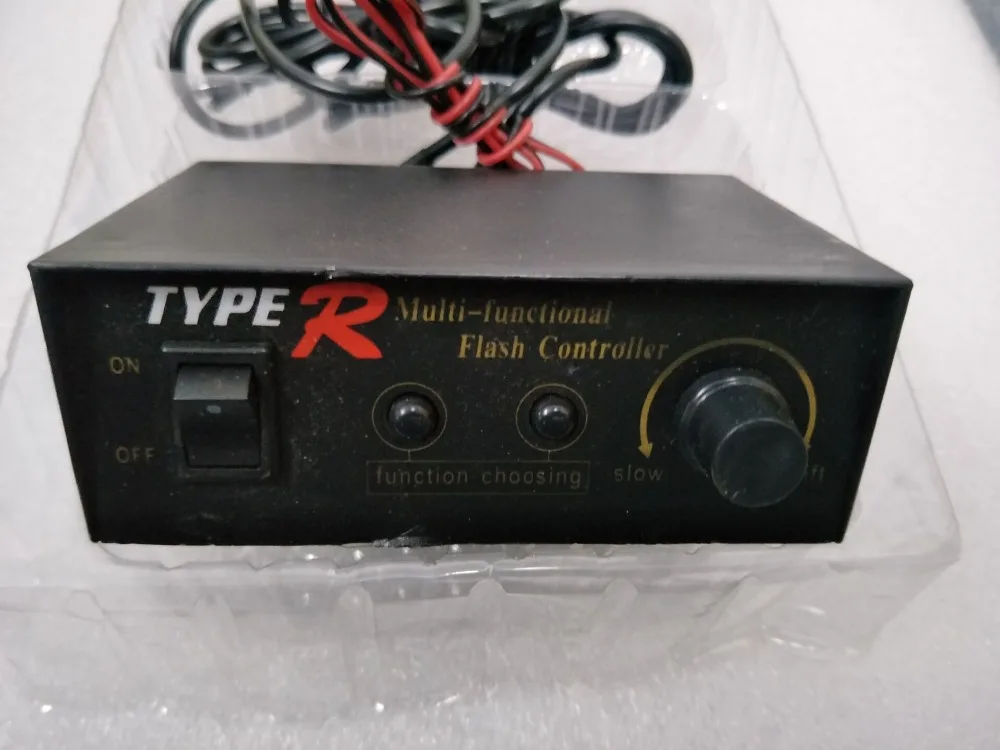 TYPE R Multi-functional
Flash Controller
ON
OFF
function choosing
slow